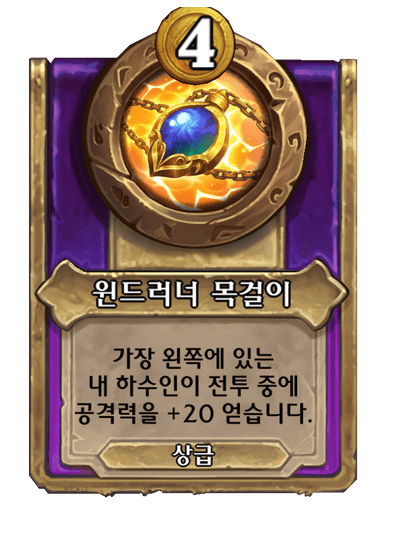 4
윈드러너 목걸이
가장 왼쪽에 있는
내 하수인이 전투 중에
공격력을 +20 얻습니다.
상급